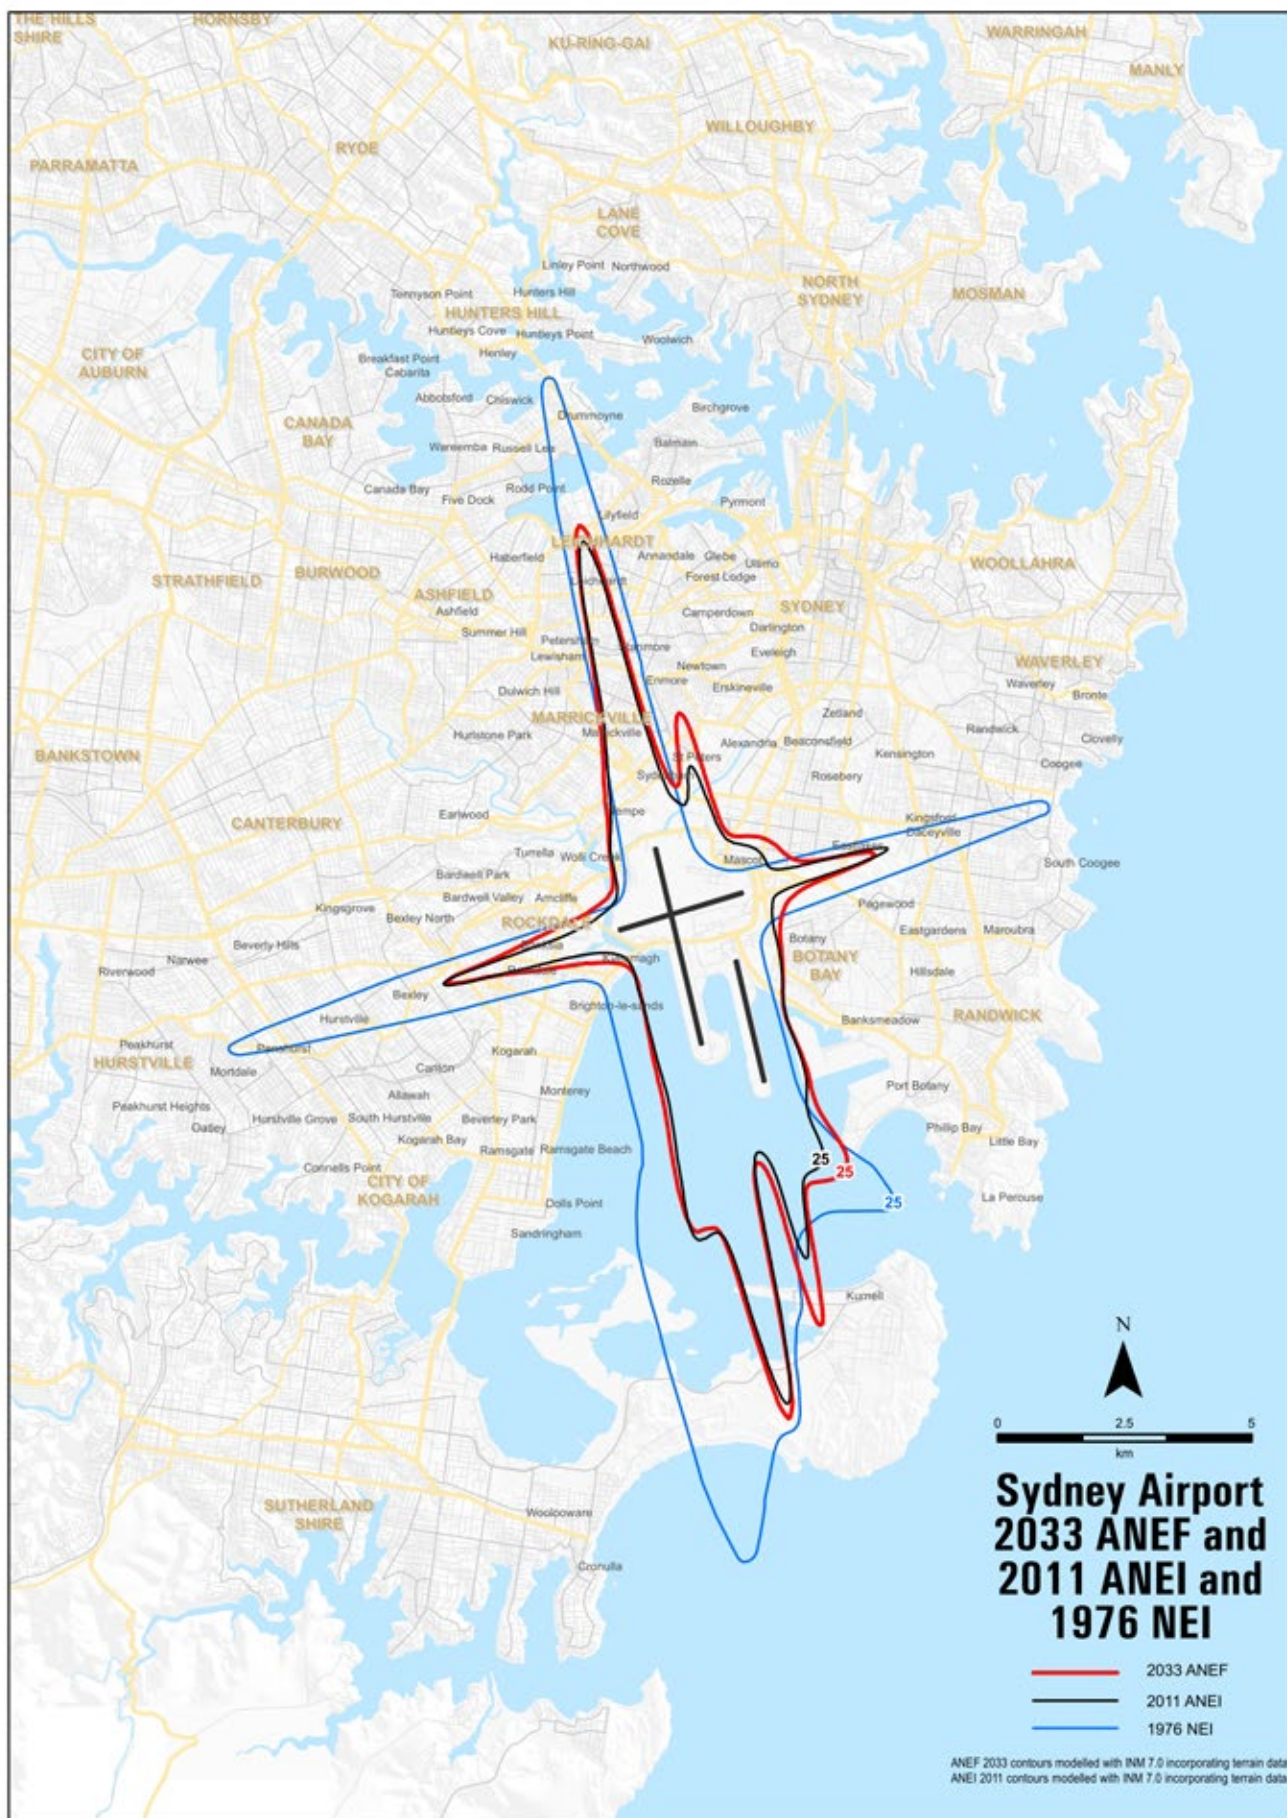 THE HILLS
SHIRE
HORNSBY
KU-RING-GAI
WARRINGAH
MANLY
WILLOUGHBY
RYDE
PARRAMATTA
LANE
COVE
Linley Point
Northwood
NORTH
SYDNEY
MOSMAN
Tennyson Point
Hunters Hill
HUNTERS HILL
Huntleys Cove
Huntleys Point
Woolwich
Henley
CITY OF
AUBURN
Breakfast Point
Cabarita
Abbotsford
Chiswick
Drummoyne
Birchgrove
CANADA
BAY
Wareemba
Russell Lea
Balmain
Canada Bay
Five Dock
Rodd Point
Rozelle
Pyrmont
Lilyfield
LEICHHARDT
Haberfield
Annandale
Glebe
Ultimo
WOOLLAHRA
STRATHFIELD
BURWOOD
Leichhardt
Forest Lodge
ASHFIELD
Ashfield
Camperdown
SYDNEY
Summer Hill
Petersham
Stanmore
Darlington
Lewisham
Newtown
Eveleigh
WAVERLEY
Enmore
Erskineville
Waverley
Bronte
Dulwich Hill
MARRICKVILLE
Marrickville
Zetland
Randwick
Clovelly
Hurlstone Park
Alexandria
Beaconsfield
BANKSTOWN
St Peters
Kensington
Coogee
Sydenham
Rosebery
CANTERBURY
Earlwood
Tempe
Kingsford
Daceyville
Turrella
Wolli Creek
Mascot
Eastlakes
South Coogee
Bardwell Park
Bardwell Valley
Arncliffe
Kingsgrove
Bexley North
ROCKDALE
Pagewood
Eastgardens
Maroubra
Beverly Hills
Banksia
Botany
Narwee
BOTANY
BAY
Riverwood
Rockdale
Kyeemagh
Hillsdale
Bexley
Brighton-le-sands
Hurstville
Banksmeadow
RANDWICK
Peakhurst
Penshurst
HURSTVILLE
Mortdale
Kogarah
Carlton
Monterey
Port Botany
Peakhurst Heights
Allawah
Oatley
Hurstville Grove
South Hurstville
Beverley Park
Phillip Bay
Little Bay
Kogarah Bay
Ramsgate
Ramsgate Beach
25
25
Connells Point
CITY OF
KOGARAH
La Perouse
25
Dolls Point
Sandringham
Kurnell
N
0
2.5
5
km
Sydney Airport
2033 ANEF and
2011 ANEI and
1976 NEI
2033 ANEF
2011 ANEI
1976 NEI
SUTHERLAND
SHIRE
Woolooware
Cronulla
ANEF 2033 contours modelled with INM 7.0 incorporating terrain data
ANEI 2011 contours modelled with INM 7.0 incorporating terrain data